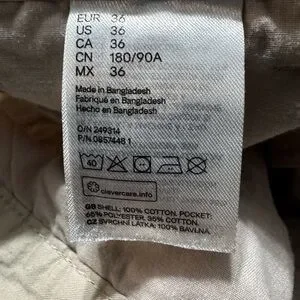 EUR 36
US 36
CA 36
CN 180/90A
MX 36
Made in Bangladesh
Fabriqué en Bangladesh
Hecho en Bangladesh
O/N 249314
P/N 0857448 1
40
clevercare.info
GB SHELL: 100% COTTON. POCKET:
65% POLYESTER, 35% COTTON
CZ SVRCHNÍ LÁTKA: 100% BAVLNA.